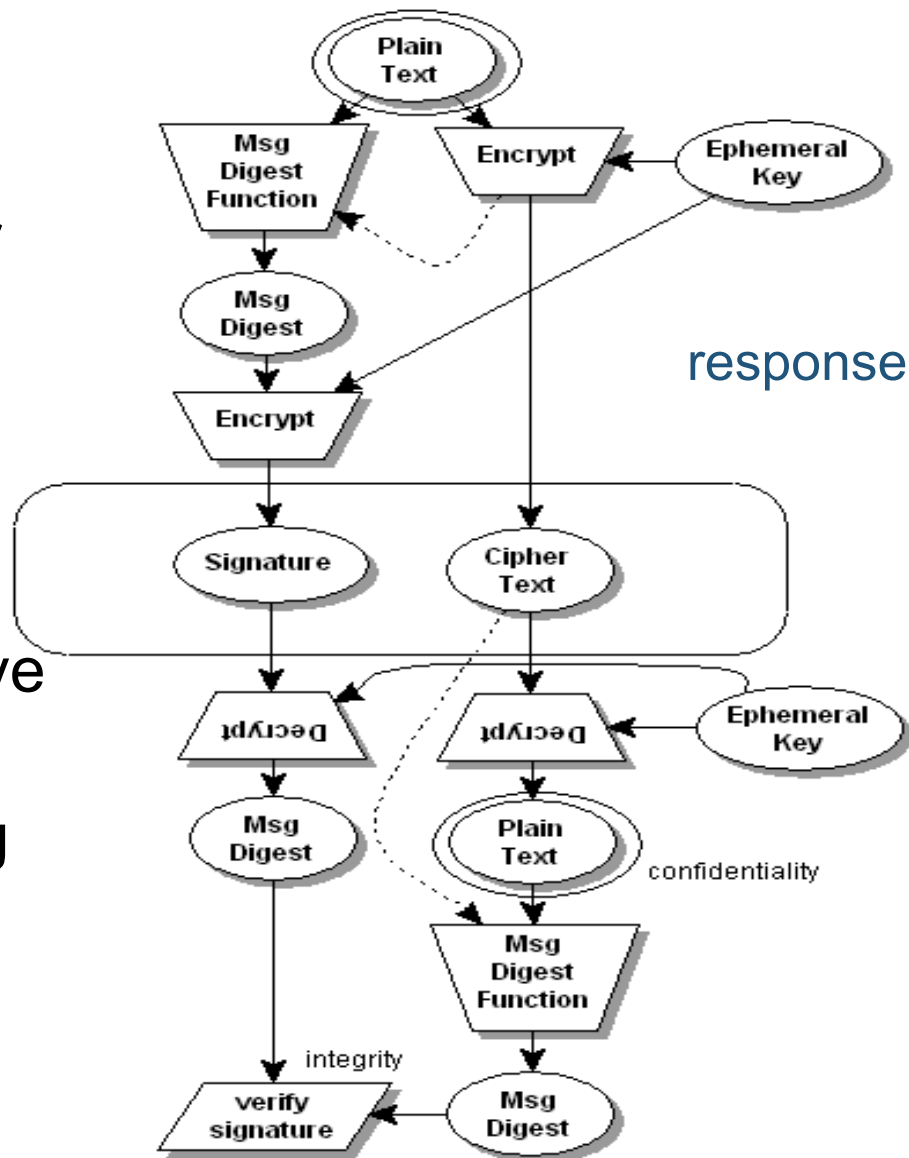 Plain
Text
Msg
Digest
Function
Encrypt
Ephemeral
Key
Msg
Digest
response
Encrypt
Signature
Cipher
Text
ve
Decrypt
Decrypt
Ephemeral
Key
g
Msg
Digest
Plain
Text
confidentiality
Msg
Digest
Function
integrity
verify
signature
Msg
Digest